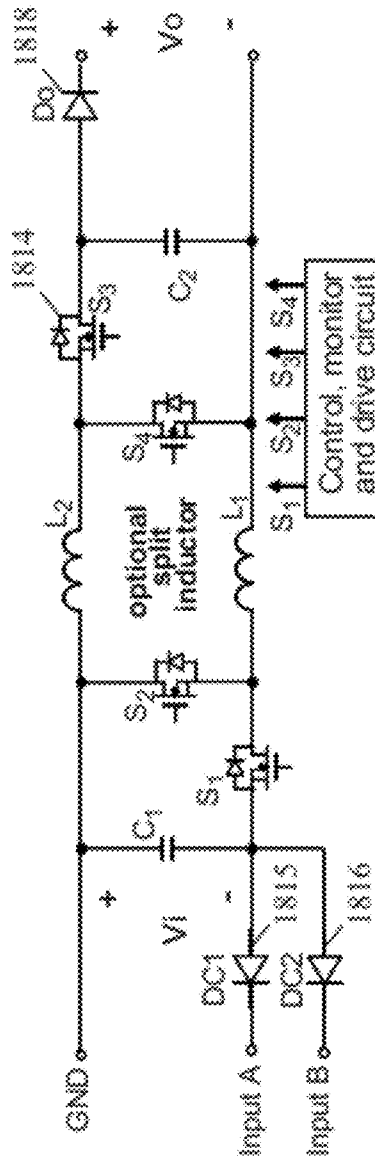 1818
Do
+
Vo
-
1814
S3
C2
S4
L2
optional
split
inductor
L1
S2
S1
C1
+
Vi
-
GND
DC1
1815
Input A
DC2
1816
Input B
S1 S2 S3 S4
Control, monitor
and drive circuit